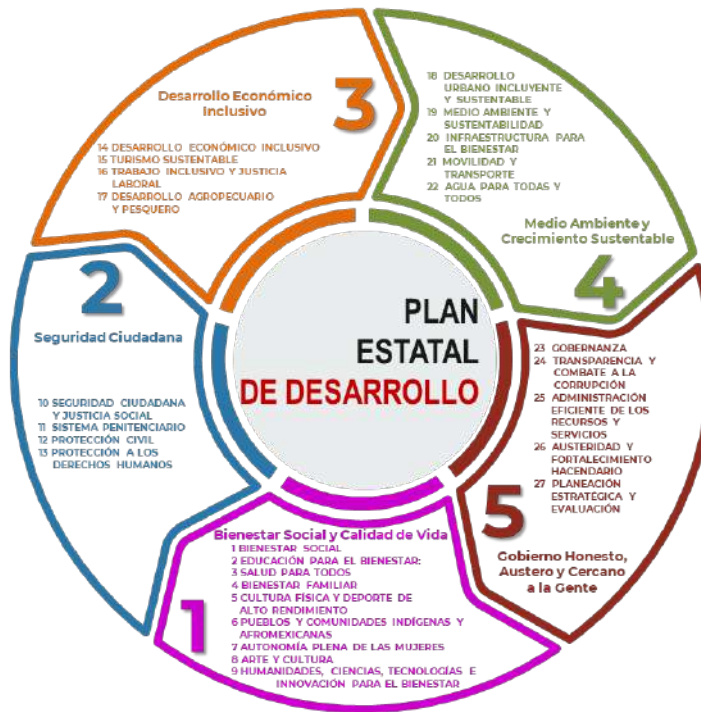 PLAN
ESTATAL
DE DESARROLLO
1
Bienestar Social y Calidad de Vida
1 BIENESTAR SOCIAL
2 EDUCACIÓN PARA EL BIENESTAR:
3 SALUD PARA TODOS
4 BIENESTAR FAMILIAR
5 CULTURA FÍSICA Y DEPORTE DE
ALTO RENDIMIENTO
6 PUEBLOS Y COMUNIDADES INDÍGENAS Y
AFROMEXICANAS
7 AUTONOMÍA PLENA DE LAS MUJERES
8 ARTE Y CULTURA
9 HUMANIDADES, CIENCIAS, TECNOLOGÍAS E
INNOVACIÓN PARA EL BIENESTAR
2
Seguridad Ciudadana
10 SEGURIDAD CIUDADANA
Y JUSTICIA SOCIAL
11 SISTEMA PENITENCIARIO
12 PROTECCIÓN CIVIL
13 PROTECCIÓN A LOS
DERECHOS HUMANOS
3
Desarrollo Económico
Inclusivo
14 DESARROLLO ECONÓMICO INCLUSIVO
15 TURISMO SUSTENTABLE
16 TRABAJO INCLUSIVO Y JUSTICIA
LABORAL
17 DESARROLLO AGROPECUARIO
Y PESQUERO
18 DESARROLLO
URBANO INCLUYENTE
Y SUSTENTABLE
19 MEDIO AMBIENTE Y
SUSTENTABILIDAD
20 INFRAESTRUCTURA PARA
EL BIENESTAR
21 MOVILIDAD Y
TRANSPORTE
22 AGUA PARA TODAS Y
TODOS
Medio Ambiente y
Crecimiento Sustentable
4
23 GOBERNANZA
24 TRANSPARENCIA Y
COMBATE A LA
CORRUPCIÓN
25 ADMINISTRACIÓN
EFICIENTE DE LOS
RECURSOS Y
SERVICIOS
26 AUSTERIDAD Y
FORTALECIMIENTO
HACENDARIO
27 PLANEACIÓN
ESTRATÉGICA Y
EVALUACIÓN
5
Gobierno Honesto,
Austero y Cercano
a la Gente